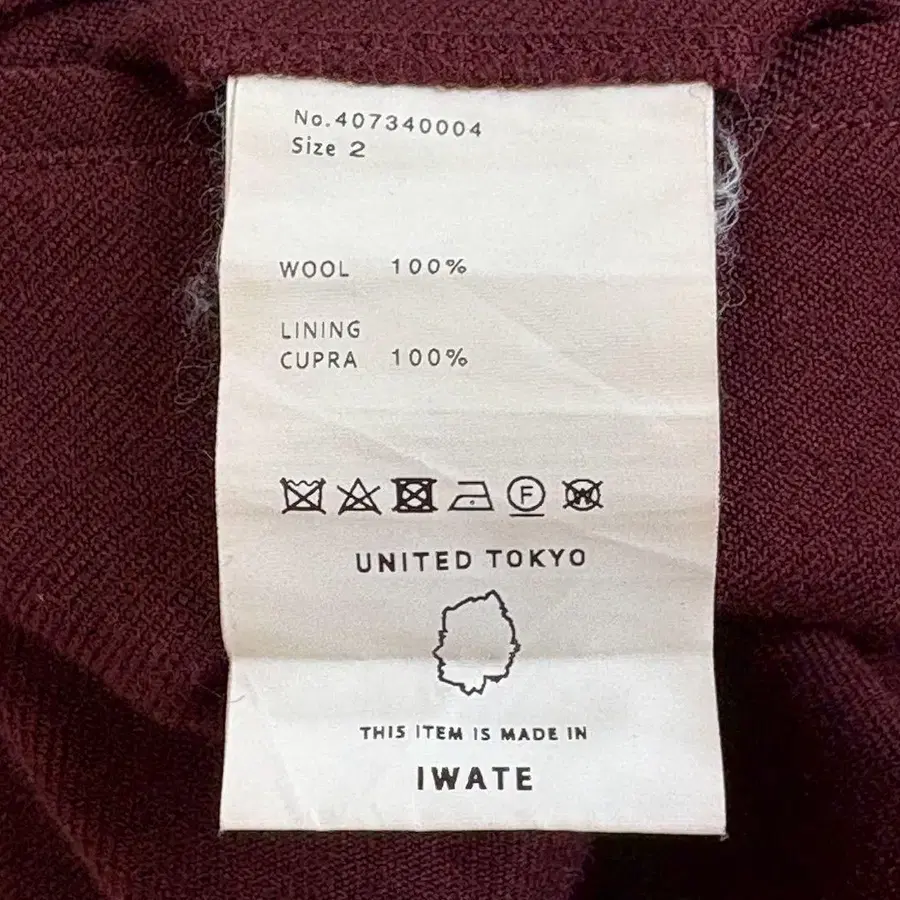 No.407340004
Size 2
WOOL 100%
LINING
CUPRA 100%
F W
UNITED TOKYO
THIS ITEM IS MADE IN
IWATE